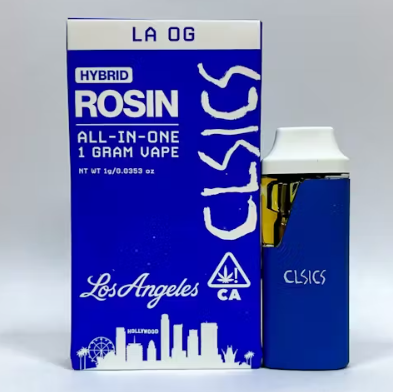 LA OG
HYBRID
ROSIN
ALL-IN-ONE
1 GRAM VAPE
NT WT 1g/0.0353 oz
CLSICS
Los Angeles
CA
HOLLYWOOD
CLSICS